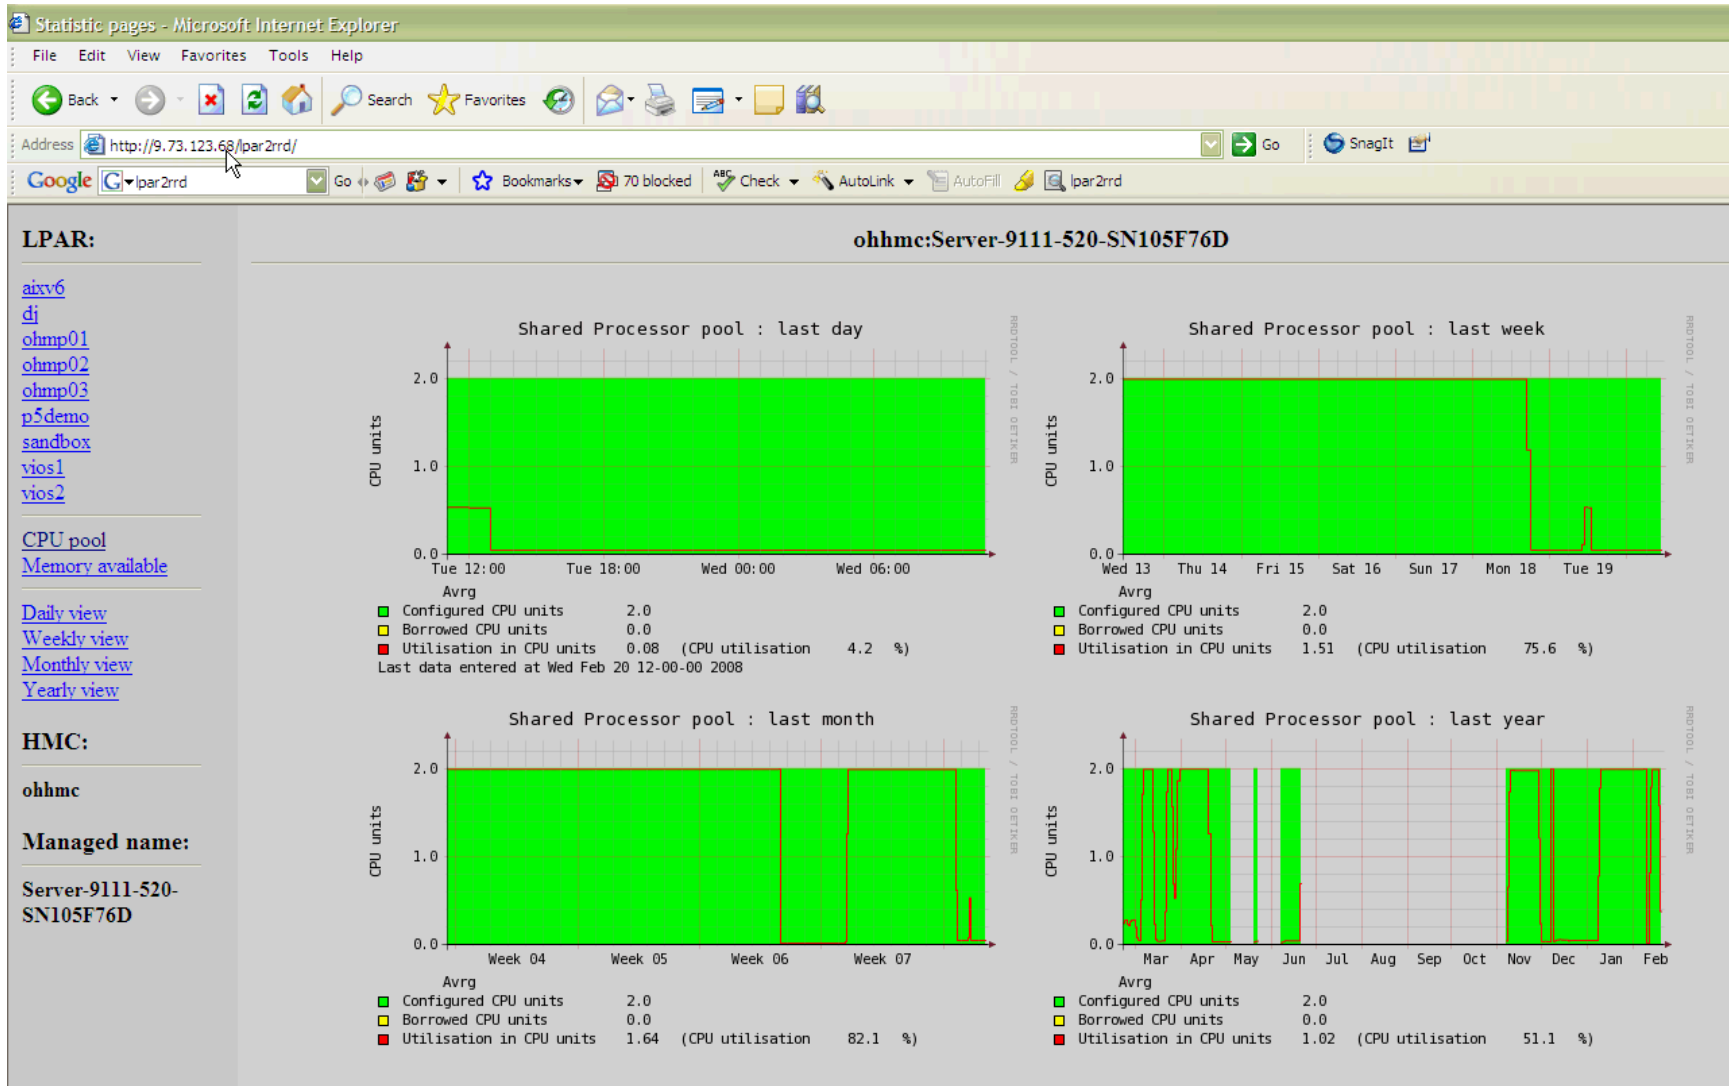 Statistic pages - Microsoft Internet Explorer
File Edit View Favorites Tools Help
Back Search Favorites
Address http://9.73.123.68/lpar2rrd/ Go SnagIt
Google G lpar2rrd Go Bookmarks 70 blocked ABC Check AutoLink AutoFill lpar2rrd
LPAR:
aixv6
dj
ohmp01
ohmp02
ohmp03
p5demo
sandbox
vios1
vios2
CPU pool
Memory available
Daily view
Weekly view
Monthly view
Yearly view
HMC:
ohhmc
Managed name:
Server-9111-520-
SN105F76D
ohhmc:Server-9111-520-SN105F76D
Shared Processor pool : last day
RRDTOOL / TOBI OETIKER
CPU units
2.0
1.0
0.0
Tue 12:00 Tue 18:00 Wed 00:00 Wed 06:00
Avrg
Configured CPU units 2.0
Borrowed CPU units 0.0
Utilisation in CPU units 0.08 (CPU utilisation 4.2 %)
Last data entered at Wed Feb 20 12-00-00 2008
Shared Processor pool : last week
RRDTOOL / TOBI OETIKER
CPU units
2.0
1.0
0.0
Wed 13 Thu 14 Fri 15 Sat 16 Sun 17 Mon 18 Tue 19
Avrg
Configured CPU units 2.0
Borrowed CPU units 0.0
Utilisation in CPU units 1.51 (CPU utilisation 75.6 %)
Shared Processor pool : last month
RRDTOOL / TOBI OETIKER
CPU units
2.0
1.0
0.0
Week 04 Week 05 Week 06 Week 07
Avrg
Configured CPU units 2.0
Borrowed CPU units 0.0
Utilisation in CPU units 1.64 (CPU utilisation 82.1 %)
Shared Processor pool : last year
RRDTOOL / TOBI OETIKER
CPU units
2.0
1.0
0.0
Mar Apr May Jun Jul Aug Sep Oct Nov Dec Jan Feb
Avrg
Configured CPU units 2.0
Borrowed CPU units 0.0
Utilisation in CPU units 1.02 (CPU utilisation 51.1 %)